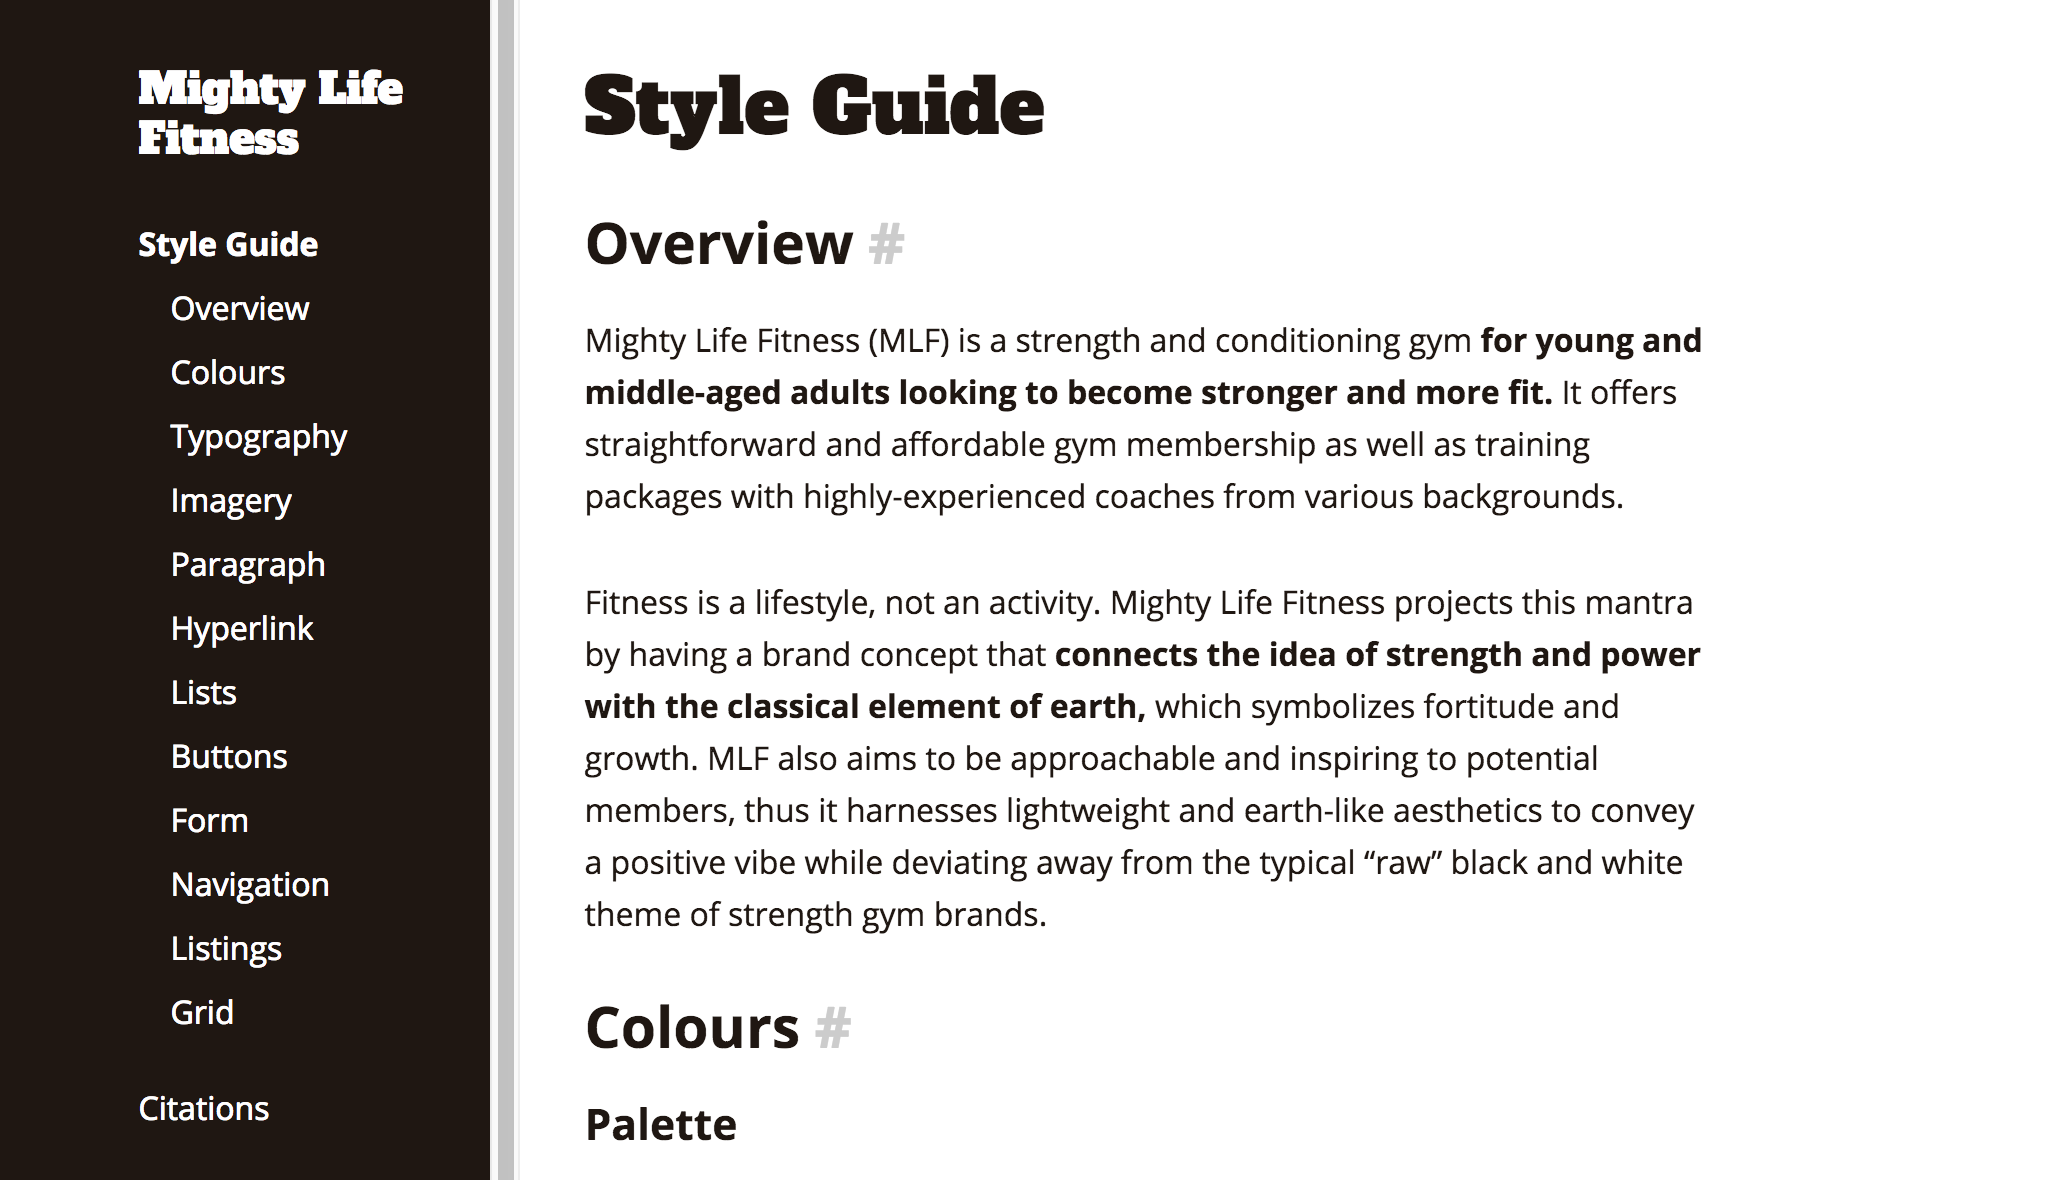 Mighty Life
Fitness
Style Guide
Overview
Colours
Typography
Imagery
Paragraph
Hyperlink
Lists
Buttons
Form
Navigation
Listings
Grid
Citations
Style Guide
Overview #
Mighty Life Fitness (MLF) is a strength and conditioning gym for young and
middle-aged adults looking to become stronger and more fit. It offers
straightforward and affordable gym membership as well as training
packages with highly-experienced coaches from various backgrounds.
Fitness is a lifestyle, not an activity. Mighty Life Fitness projects this mantra
by having a brand concept that connects the idea of strength and power
with the classical element of earth, which symbolizes fortitude and
growth. MLF also aims to be approachable and inspiring to potential
members, thus it harnesses lightweight and earth-like aesthetics to convey
a positive vibe while deviating away from the typical “raw” black and white
theme of strength gym brands.
Colours #
Palette